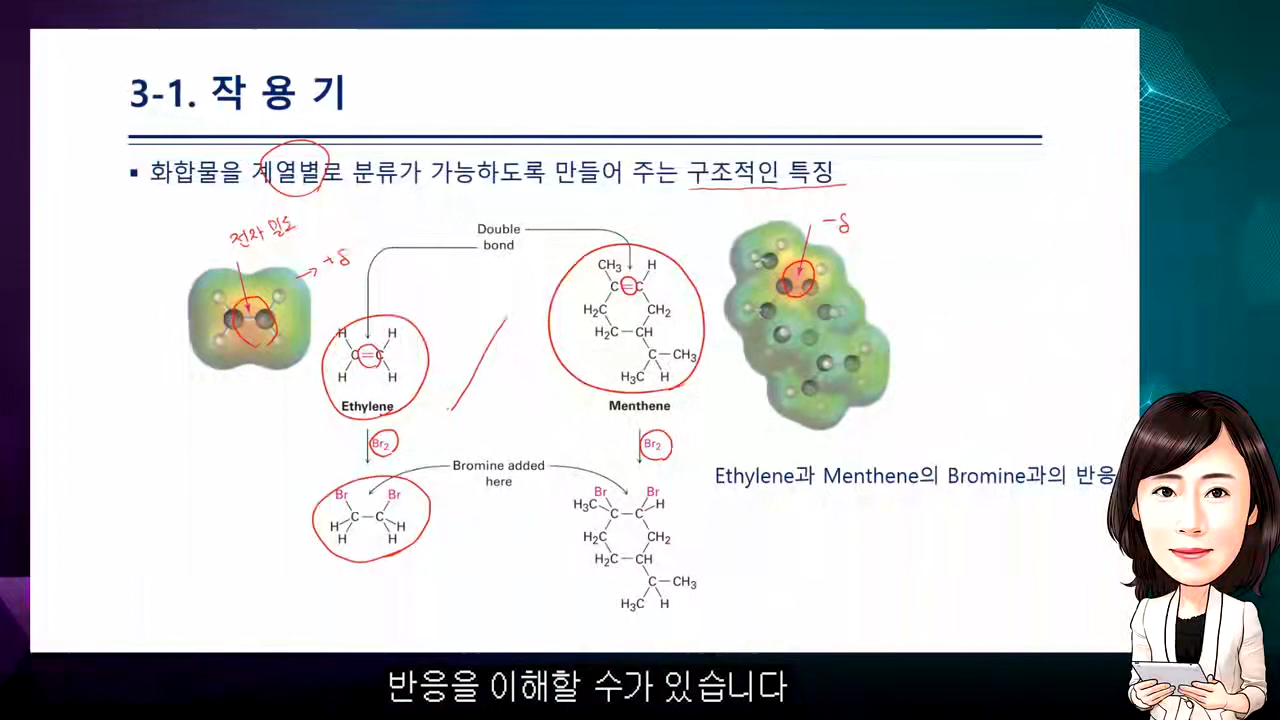 3-1. 작 용 기
▪ 화합물을 계열별로 분류가 가능하도록 만들어 주는 구조적인 특징
전자 밀도
+δ
-δ
Double
bond
CH₃ H
C=C
H₂C CH₂
H₂C-CH
C-CH₃
H₃C H
H H
C=C
H H
Ethylene
Menthene
Br₂
Br₂
Bromine added
here
Ethylene과 Menthene의 Bromine과의 반응
Br Br
H-C-C-H
H H
Br Br
H₃C H
C-C
H₂C CH₂
H₂C-CH
C-CH₃
H₃C H
반응을 이해할 수가 있습니다